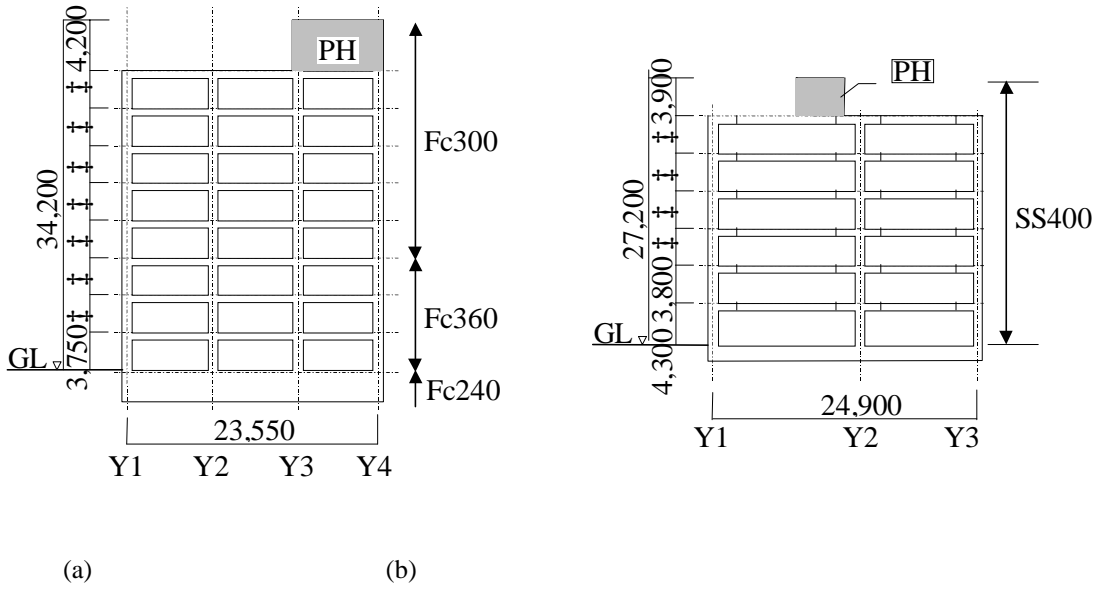 4,200
PH
34,200
3,750
GL
Fc300
Fc360
Fc240
23,550
Y1 Y2 Y3 Y4
PH
3,900
27,200
3,800
4,300
GL
SS400
24,900
Y1 Y2 Y3
(a) (b)